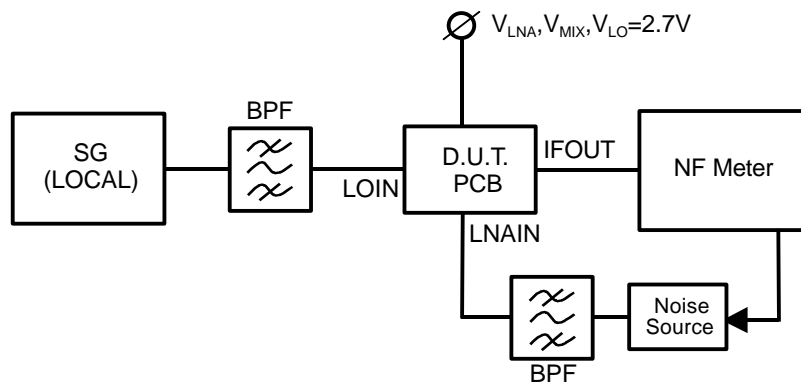 V_LNA,V_MIX,V_LO=2.7V
BPF
SG
(LOCAL)
D.U.T.
PCB
IFOUT
NF Meter
LOIN
LNAIN
Noise
Source
BPF